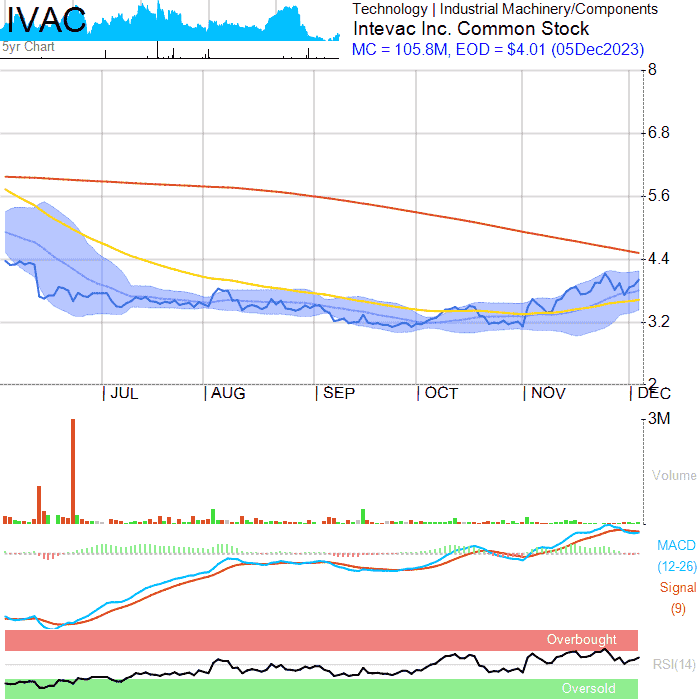 IVAC
5yr Chart
Technology | Industrial Machinery/Components
Intevac Inc. Common Stock
MC = 105.8M, EOD = $4.01 (05Dec2023)
8
6.8
5.6
4.4
3.2
2
| JUL | AUG | SEP | OCT | NOV | DEC
3M
Volume
MACD
(12-26)
Signal
(9)
Overbought
RSI(14)
Oversold